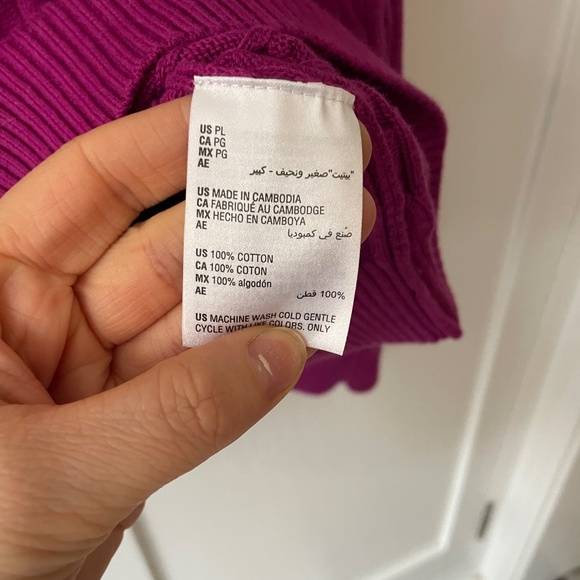 US PL
CA PG
MX PG
AE
"بيتيت" صغير ونحيف - كبير
US MADE IN CAMBODIA
CA FABRIQUÉ AU CAMBODGE
MX HECHO EN CAMBOYA
AE
صُنع في كمبوديا
US 100% COTTON
CA 100% COTON
MX 100% algodón
AE
100% قطن
US MACHINE WASH COLD GENTLE
CYCLE WITH LIKE COLORS. ONLY